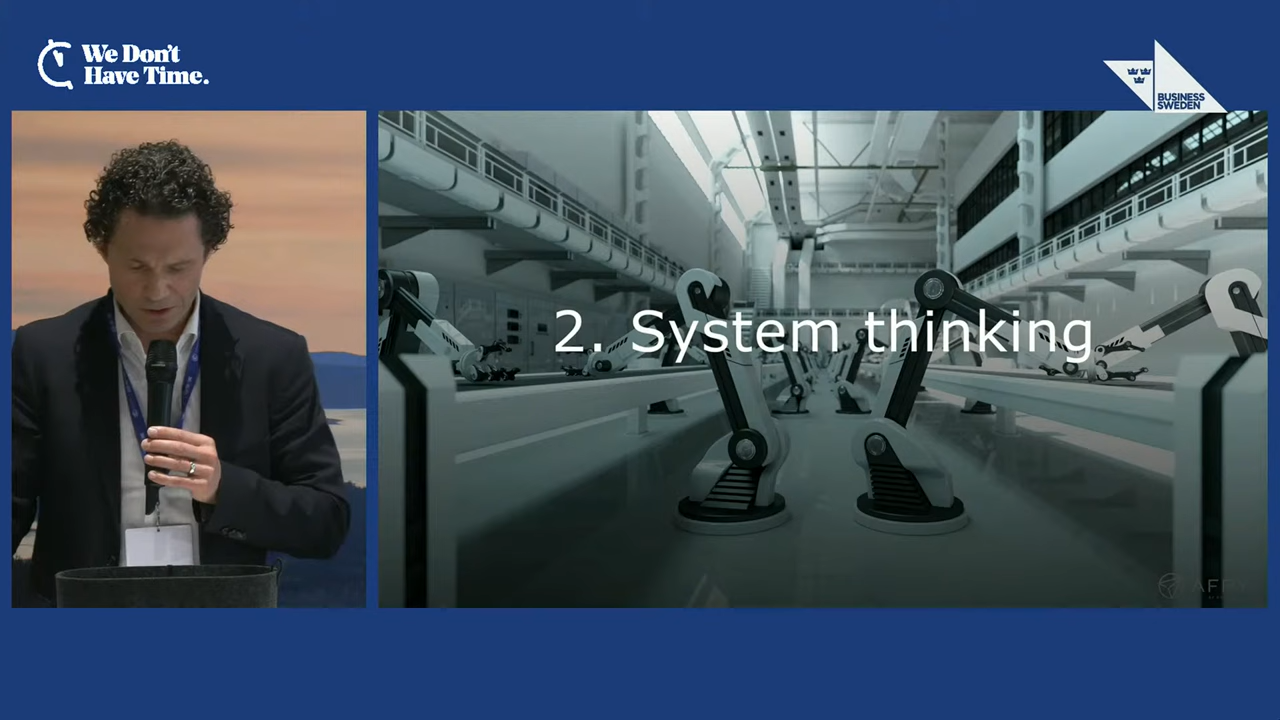 We Don't
Have Time.
BUSINESS
SWEDEN
2. System thinking